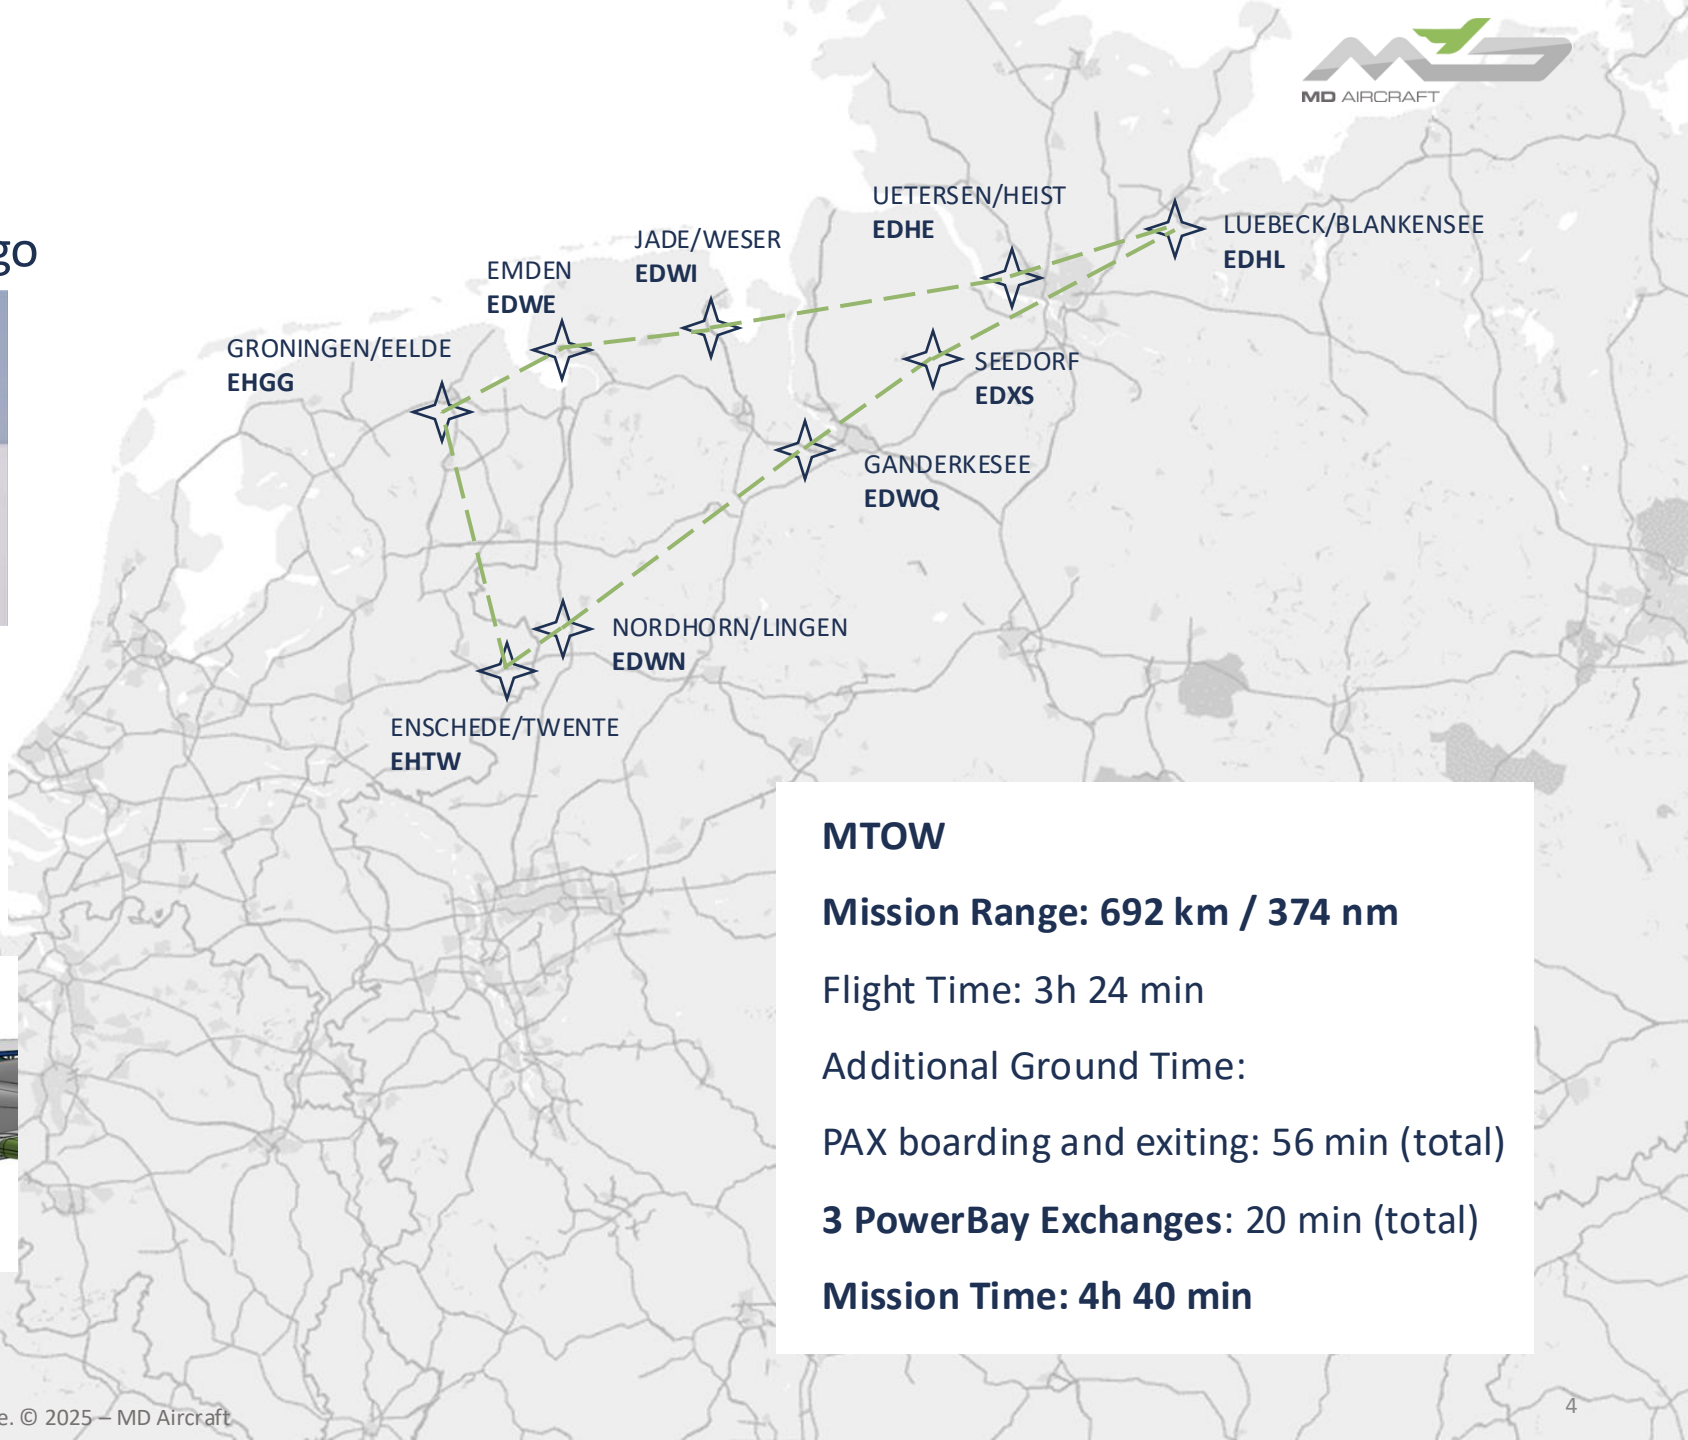 MD AIRCRAFT
go
UETERSEN/HEIST
EDHE
LUEBECK/BLANKENSEE
EDHL
JADE/WESER
EDWI
EMDEN
EDWE
GRONINGEN/EELDE
EHGG
SEEDORF
EDXS
GANDERKESEE
EDWQ
NORDHORN/LINGEN
EDWN
ENSCHEDE/TWENTE
EHTW
MTOW
Mission Range: 692 km / 374 nm
Flight Time: 3h 24 min
Additional Ground Time:
PAX boarding and exiting: 56 min (total)
3 PowerBay Exchanges: 20 min (total)
Mission Time: 4h 40 min
e. © 2025 – MD Aircraft
4